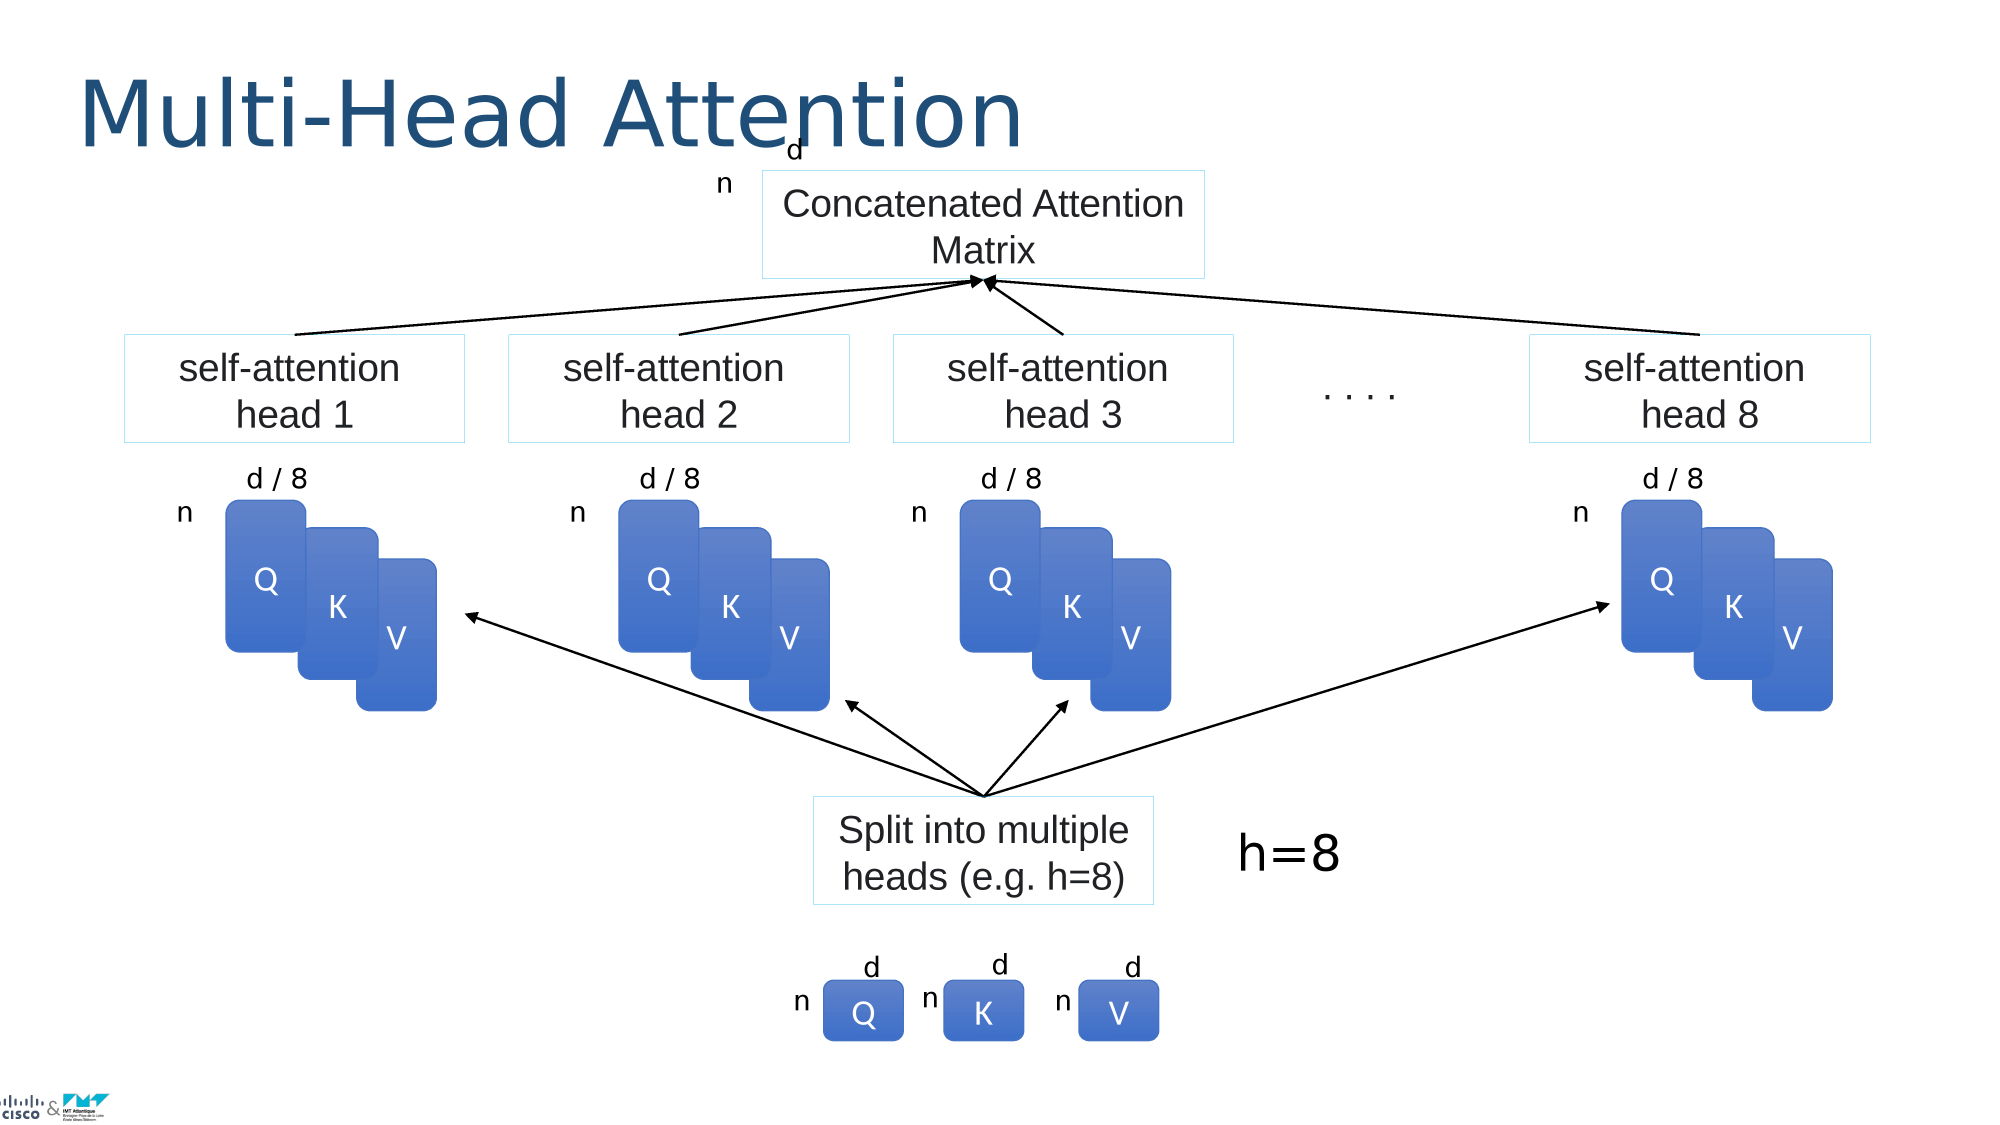 Multi-Head Attention
d
n
Concatenated Attention
Matrix
self-attention
head 1
self-attention
head 2
self-attention
head 3
. . . .
self-attention
head 8
d / 8
n
Q
K
V
d / 8
n
Q
K
V
d / 8
n
Q
K
V
d / 8
n
Q
K
V
Split into multiple
heads (e.g. h=8)
h=8
d
n
Q
d
n
K
d
n
V
CISCO
&
IMT Atlantique